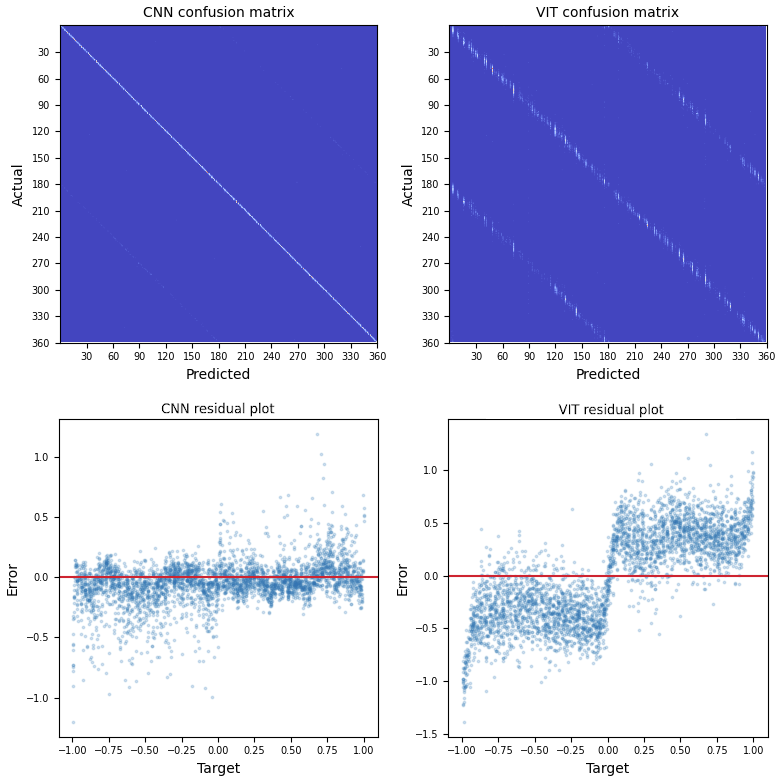 CNN confusion matrix
VIT confusion matrix
30
60
90
120
150
180
210
240
270
300
330
360
Actual
30 60 90 120 150 180 210 240 270 300 330 360
Predicted
30
60
90
120
150
180
210
240
270
300
330
360
Actual
30 60 90 120 150 180 210 240 270 300 330 360
Predicted
CNN residual plot
VIT residual plot
1.0
0.5
0.0
−0.5
−1.0
Error
−1.00 −0.75 −0.50 −0.25 0.00 0.25 0.50 0.75 1.00
Target
1.0
0.5
0.0
−0.5
−1.0
−1.5
Error
−1.00 −0.75 −0.50 −0.25 0.00 0.25 0.50 0.75 1.00
Target